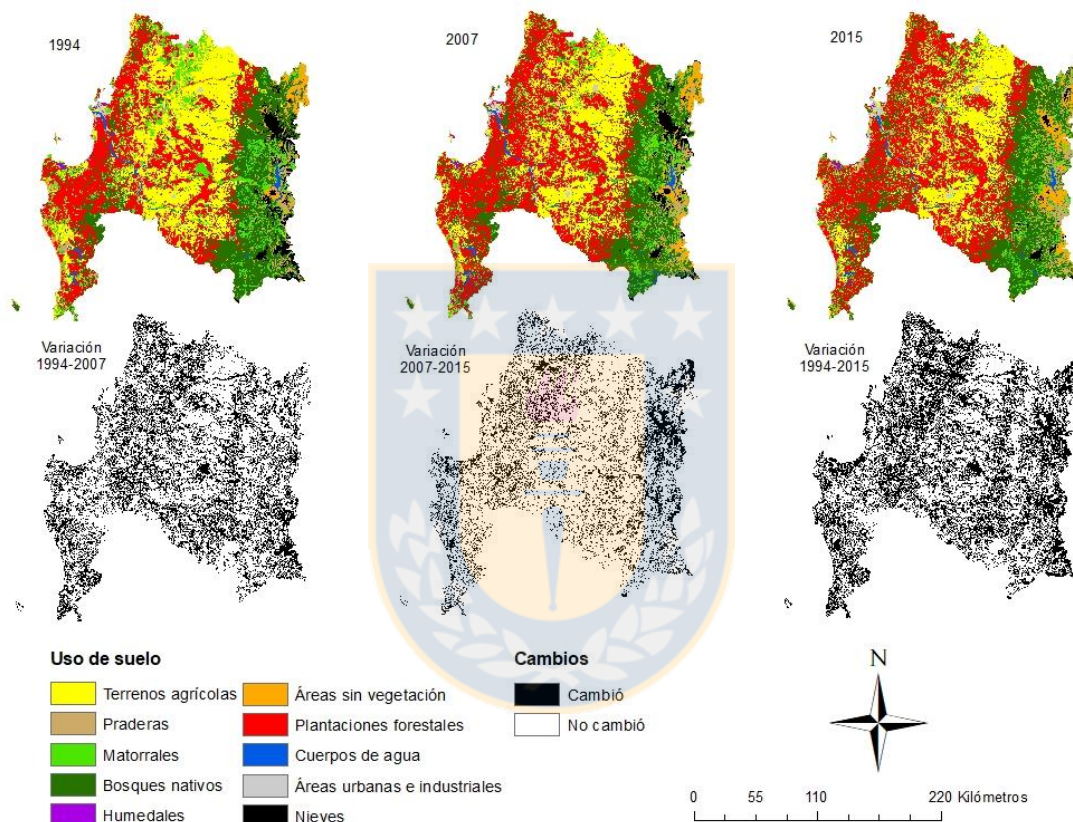 1994
2007
2015
Variación
1994-2007
Variación
2007-2015
Variación
1994-2015
Uso de suelo
Terrenos agrícolas
Praderas
Matorrales
Bosques nativos
Humedales
Áreas sin vegetación
Plantaciones forestales
Cuerpos de agua
Áreas urbanas e industriales
Nieves
Cambios
Cambió
No cambió
N
0 55 110 220 Kilómetros